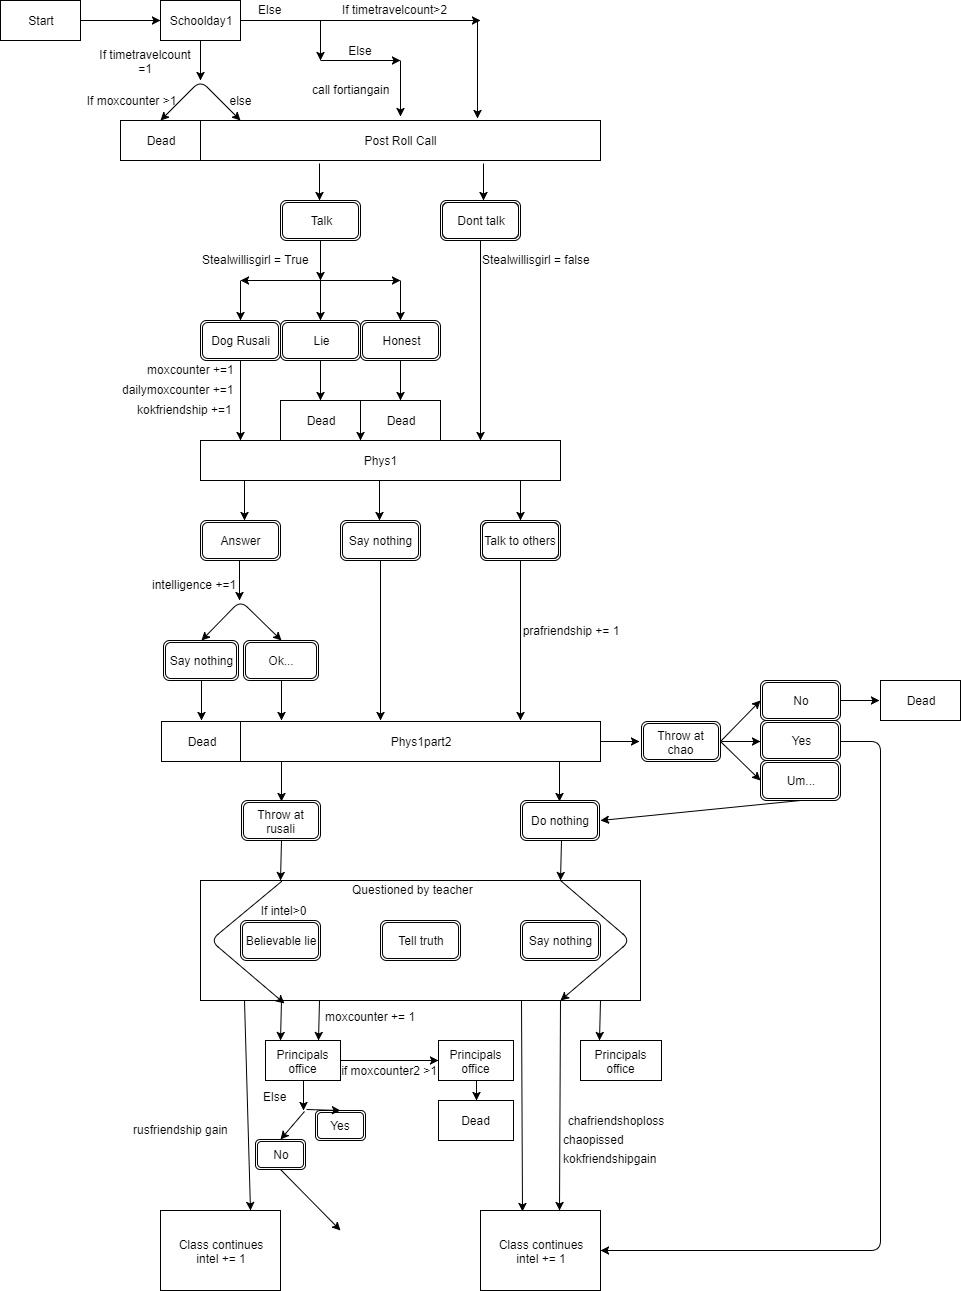 Start
Schoolday1
Else
If timetravelcount>2
If timetravelcount
=1
Else
If moxcounter >1
else
call fortiangain
Dead
Post Roll Call
Talk
Dont talk
Stealwillisgirl = True
Stealwillisgirl = false
Dog Rusali
Lie
Honest
moxcounter +=1
dailymoxcounter +=1
kokfriendship +=1
Dead
Dead
Phys1
Answer
Say nothing
Talk to others
intelligence +=1
prafriendship += 1
Say nothing
Ok...
No
Dead
Dead
Phys1part2
Throw at
chao
Yes
Um...
Throw at
rusali
Do nothing
Questioned by teacher
If intel>0
Believable lie
Tell truth
Say nothing
moxcounter += 1
Principals
office
if moxcounter2 >1
Principals
office
Principals
office
Else
Yes
Dead
chafriendshoploss
chaopissed
kokfriendshipgain
rusfriendship gain
No
Class continues
intel += 1
Class continues
intel += 1